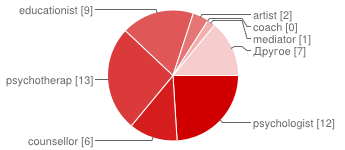 educationist [9]
artist [2]
coach [0]
mediator [1]
Другое [7]
psychotherap [13]
psychologist [12]
counsellor [6]